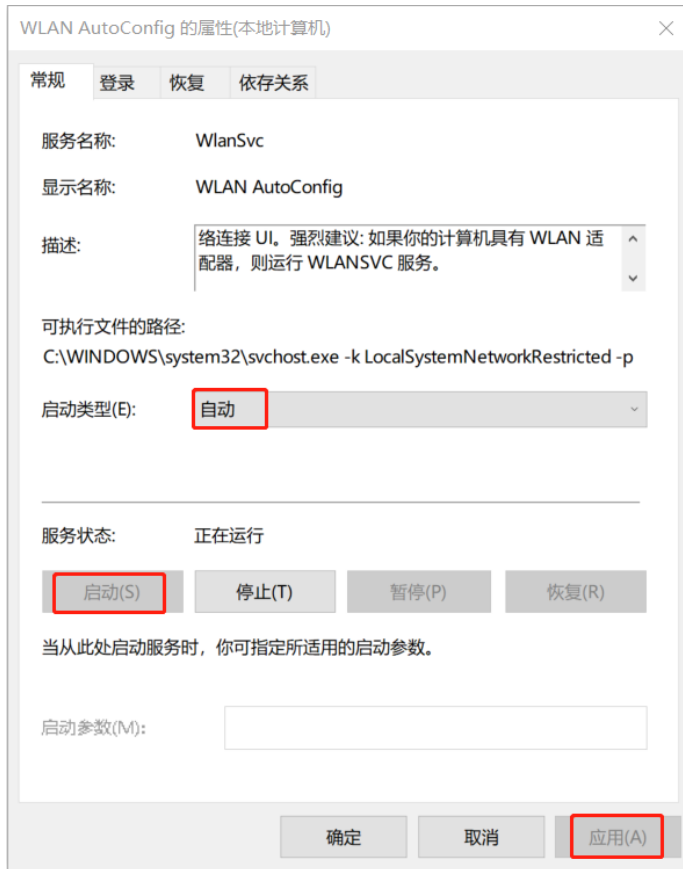 WLAN AutoConfig 的属性(本地计算机)
常规 登录 恢复 依存关系
服务名称: WlanSvc
显示名称: WLAN AutoConfig
描述: 络连接 UI。强烈建议: 如果你的计算机具有 WLAN 适
配器，则运行 WLANSVC 服务。
可执行文件的路径:
C:\WINDOWS\system32\svchost.exe -k LocalSystemNetworkRestricted -p
启动类型(E): 自动
服务状态: 正在运行
启动(S) 停止(T) 暂停(P) 恢复(R)
当从此处启动服务时，你可指定所适用的启动参数。
启动参数(M):
确定 取消 应用(A)